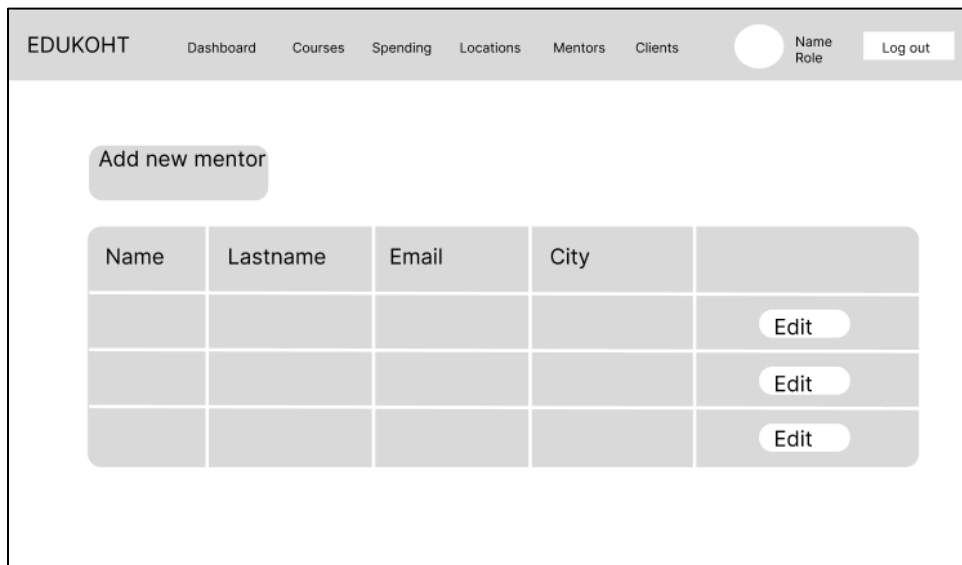 EDUKOHT Dashboard Courses Spending Locations Mentors Clients Name Log out
Role
Add new mentor
Name Lastname Email City
Edit
Edit
Edit